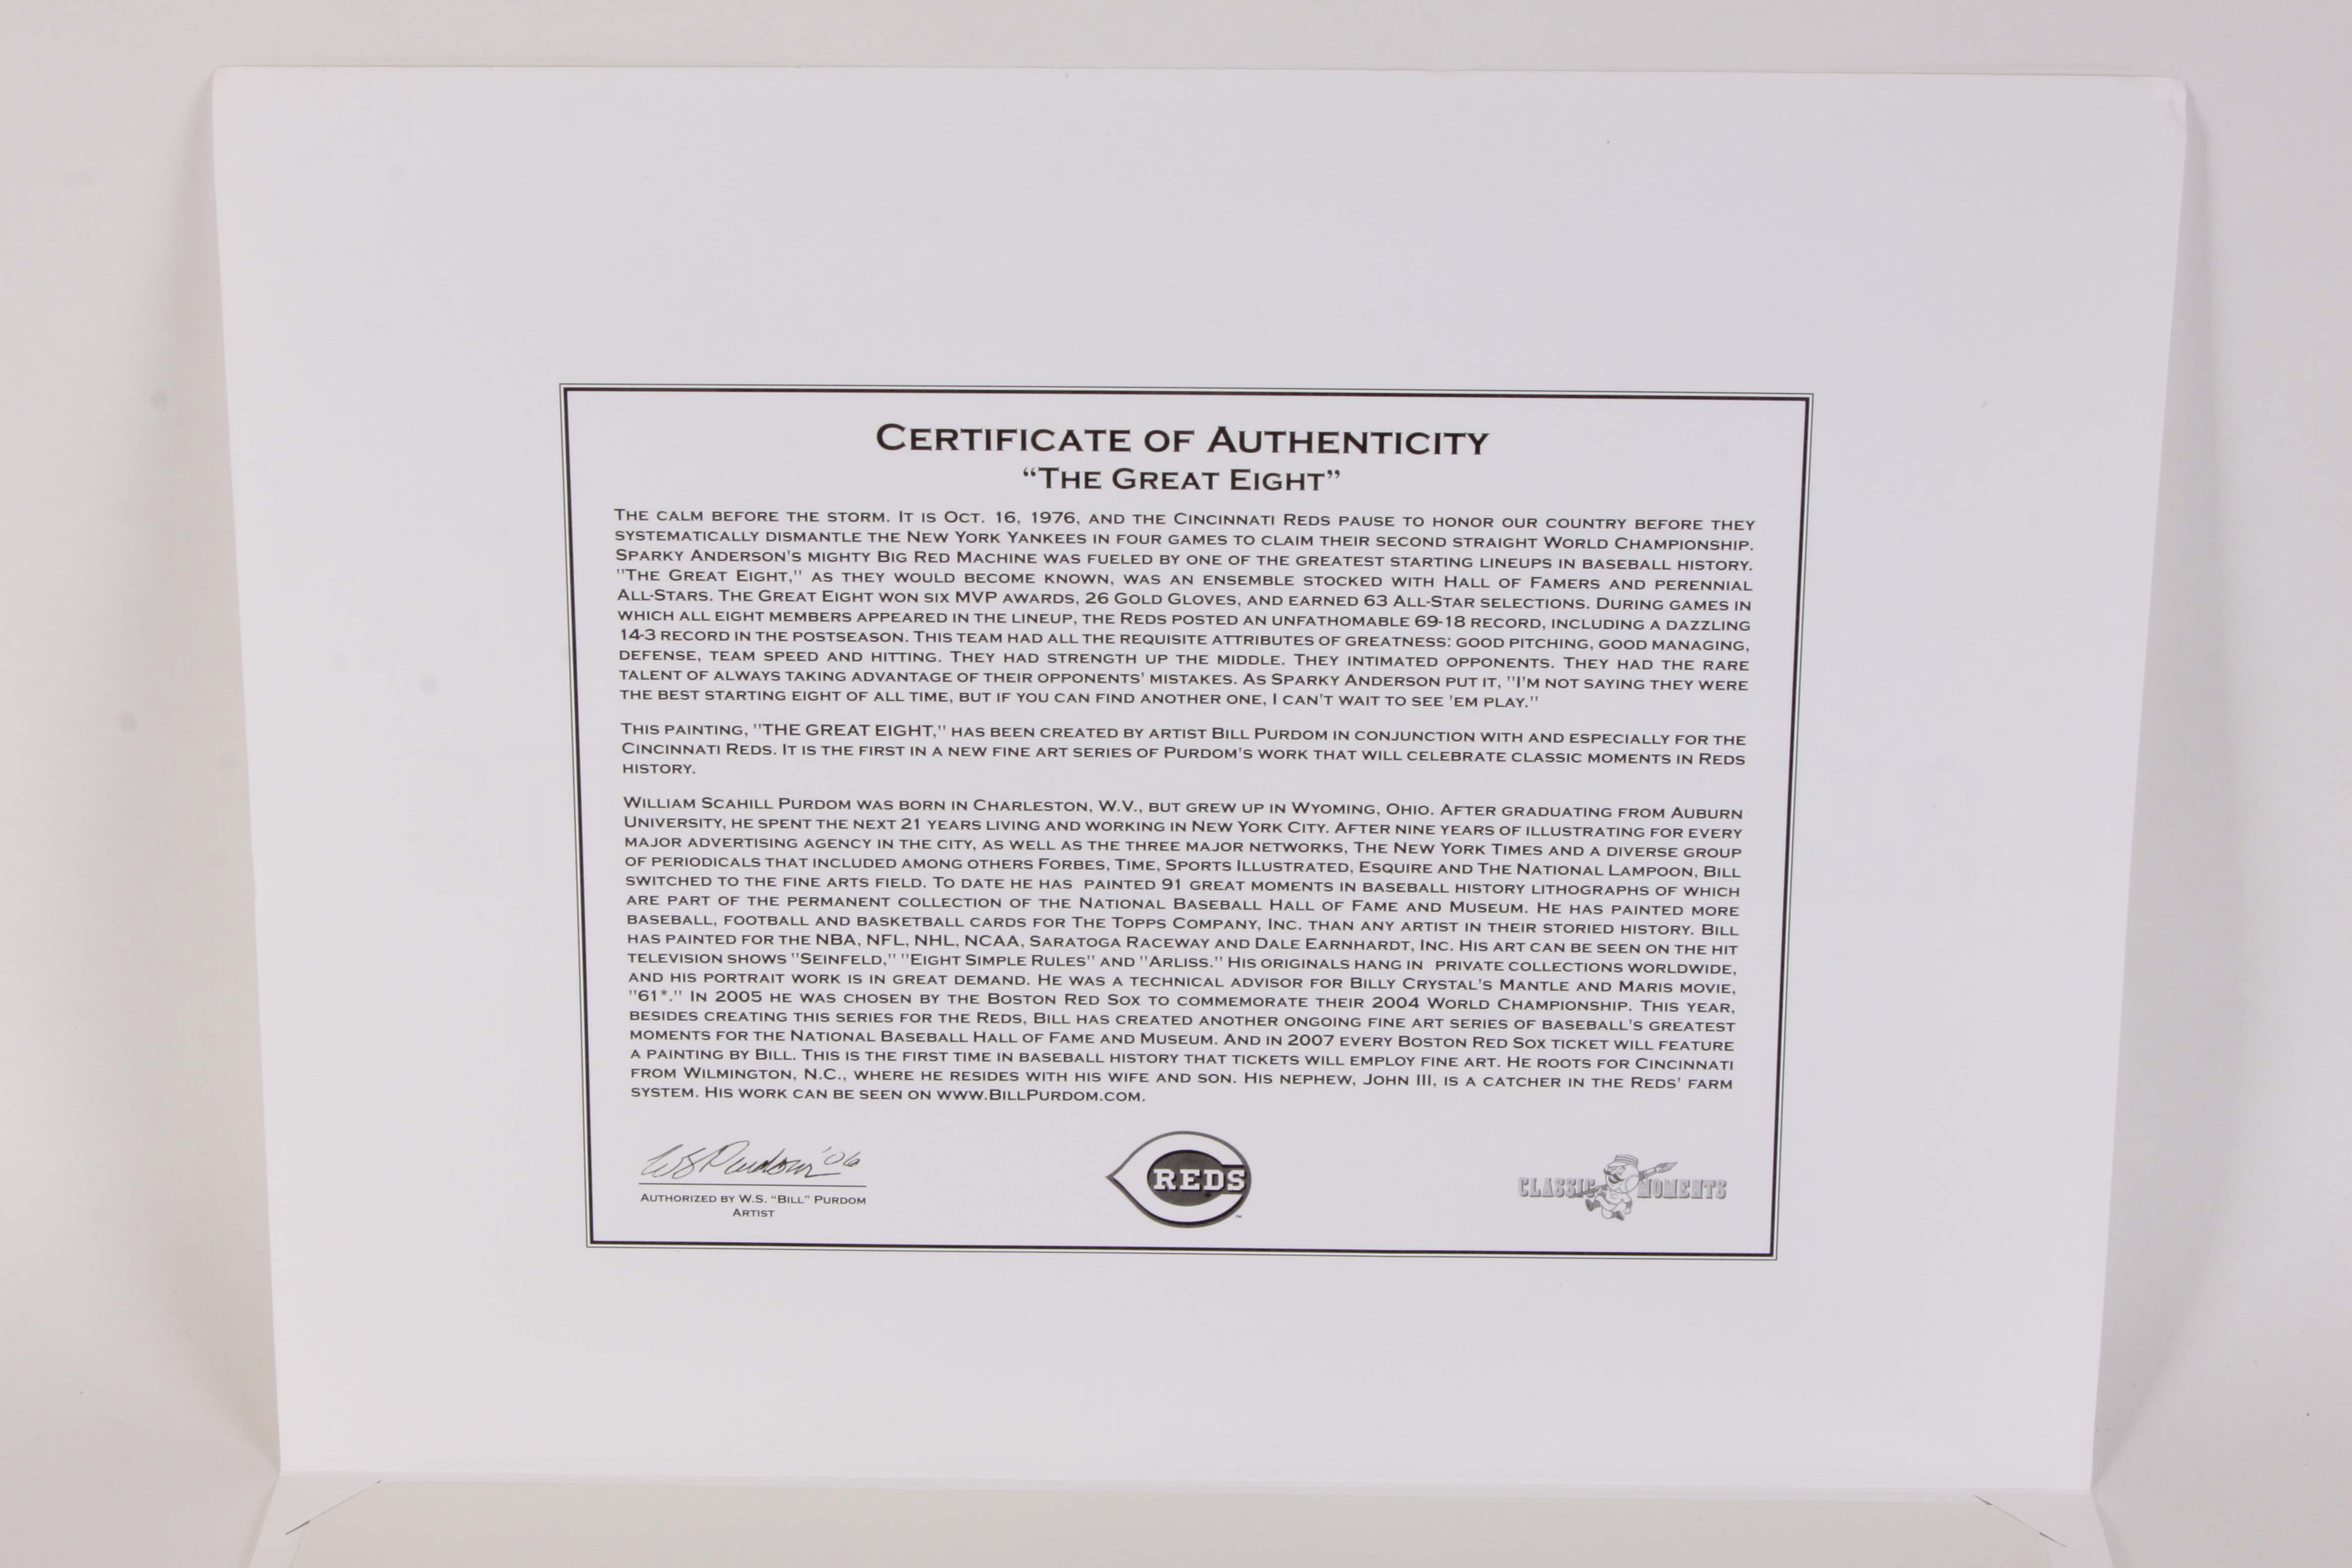 CERTIFICATE OF AUTHENTICITY
“THE GREAT EIGHT”
THE CALM BEFORE THE STORM. IT IS OCT. 16, 1976, AND THE CINCINNATI REDS PAUSE TO HONOR OUR COUNTRY BEFORE THEY
SYSTEMATICALLY DISMANTLE THE NEW YORK YANKEES IN FOUR GAMES TO CLAIM THEIR SECOND STRAIGHT WORLD CHAMPIONSHIP.
SPARKY ANDERSON'S MIGHTY BIG RED MACHINE WAS FUELED BY ONE OF THE GREATEST STARTING LINEUPS IN BASEBALL HISTORY.
"THE GREAT EIGHT," AS THEY WOULD BECOME KNOWN, WAS AN ENSEMBLE STOCKED WITH HALL OF FAMERS AND PERENNIAL
ALL-STARS. THE GREAT EIGHT WON SIX MVP AWARDS, 26 GOLD GLOVES, AND EARNED 63 ALL-STAR SELECTIONS. DURING GAMES IN
WHICH ALL EIGHT MEMBERS APPEARED IN THE LINEUP, THE REDS POSTED AN UNFATHOMABLE 69-18 RECORD, INCLUDING A DAZZLING
14-3 RECORD IN THE POSTSEASON. THIS TEAM HAD ALL THE REQUISITE ATTRIBUTES OF GREATNESS: GOOD PITCHING, GOOD MANAGING,
DEFENSE, TEAM SPEED AND HITTING. THEY HAD STRENGTH UP THE MIDDLE. THEY INTIMATED OPPONENTS. THEY HAD THE RARE
TALENT OF ALWAYS TAKING ADVANTAGE OF THEIR OPPONENTS' MISTAKES. AS SPARKY ANDERSON PUT IT, "I'M NOT SAYING THEY WERE
THE BEST STARTING EIGHT OF ALL TIME, BUT IF YOU CAN FIND ANOTHER ONE, I CAN'T WAIT TO SEE 'EM PLAY."
THIS PAINTING, "THE GREAT EIGHT," HAS BEEN CREATED BY ARTIST BILL PURDOM IN CONJUNCTION WITH AND ESPECIALLY FOR THE
CINCINNATI REDS. IT IS THE FIRST IN A NEW FINE ART SERIES OF PURDOM'S WORK THAT WILL CELEBRATE CLASSIC MOMENTS IN REDS
HISTORY.
WILLIAM SCAHILL PURDOM WAS BORN IN CHARLESTON, W.V., BUT GREW UP IN WYOMING, OHIO. AFTER GRADUATING FROM AUBURN
UNIVERSITY, HE SPENT THE NEXT 21 YEARS LIVING AND WORKING IN NEW YORK CITY. AFTER NINE YEARS OF ILLUSTRATING FOR EVERY
MAJOR ADVERTISING AGENCY IN THE CITY, AS WELL AS THE THREE MAJOR NETWORKS, THE NEW YORK TIMES AND A DIVERSE GROUP
OF PERIODICALS THAT INCLUDED AMONG OTHERS FORBES, TIME, SPORTS ILLUSTRATED, ESQUIRE AND THE NATIONAL LAMPOON, BILL
SWITCHED TO THE FINE ARTS FIELD. TO DATE HE HAS PAINTED 91 GREAT MOMENTS IN BASEBALL HISTORY LITHOGRAPHS OF WHICH
ARE PART OF THE PERMANENT COLLECTION OF THE NATIONAL BASEBALL HALL OF FAME AND MUSEUM. HE HAS PAINTED MORE
BASEBALL, FOOTBALL AND BASKETBALL CARDS FOR THE TOPPS COMPANY, INC. THAN ANY ARTIST IN THEIR STORIED HISTORY. BILL
HAS PAINTED FOR THE NBA, NFL, NHL, NCAA, SARATOGA RACEWAY AND DALE EARNHARDT, INC. HIS ART CAN BE SEEN ON THE HIT
TELEVISION SHOWS "SEINFELD," "EIGHT SIMPLE RULES" AND "ARLISS." HIS ORIGINALS HANG IN PRIVATE COLLECTIONS WORLDWIDE,
AND HIS PORTRAIT WORK IS IN GREAT DEMAND. HE WAS A TECHNICAL ADVISOR FOR BILLY CRYSTAL'S MANTLE AND MARIS MOVIE,
"61*." IN 2005 HE WAS CHOSEN BY THE BOSTON RED SOX TO COMMEMORATE THEIR 2004 WORLD CHAMPIONSHIP. THIS YEAR,
BESIDES CREATING THIS SERIES FOR THE REDS, BILL HAS CREATED ANOTHER ONGOING FINE ART SERIES OF BASEBALL'S GREATEST
MOMENTS FOR THE NATIONAL BASEBALL HALL OF FAME AND MUSEUM. AND IN 2007 EVERY BOSTON RED SOX TICKET WILL FEATURE
A PAINTING BY BILL. THIS IS THE FIRST TIME IN BASEBALL HISTORY THAT TICKETS WILL EMPLOY FINE ART. HE ROOTS FOR CINCINNATI
FROM WILMINGTON, N.C., WHERE HE RESIDES WITH HIS WIFE AND SON. HIS NEPHEW, JOHN III, IS A CATCHER IN THE REDS' FARM
SYSTEM. HIS WORK CAN BE SEEN ON WWW.BILLPURDOM.COM.
WS Purdom '06
AUTHORIZED BY W.S. “BILL” PURDOM
ARTIST
REDS
™
CLASSIC MOMENTS